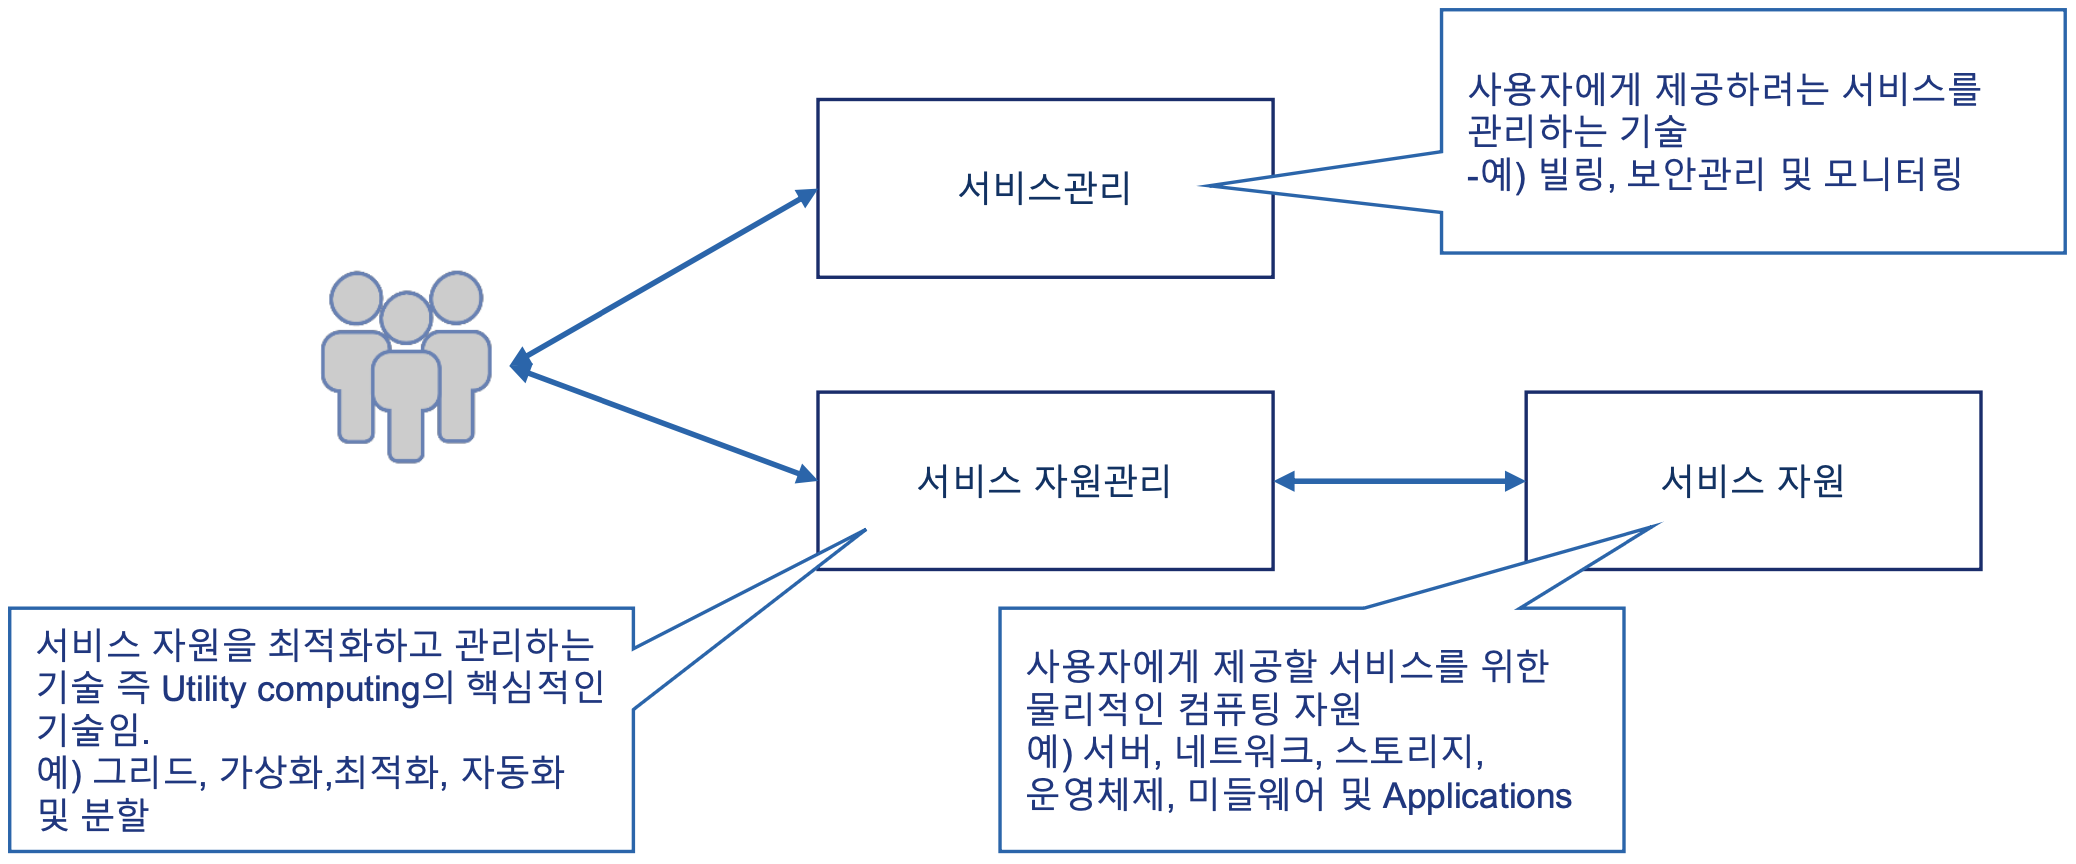 사용자에게 제공하려는 서비스를
관리하는 기술
-예) 빌링, 보안관리 및 모니터링
서비스관리
서비스 자원관리
서비스 자원
서비스 자원을 최적화하고 관리하는
기술 즉 Utility computing의 핵심적인
기술임.
예) 그리드, 가상화,최적화, 자동화
및 분할
사용자에게 제공할 서비스를 위한
물리적인 컴퓨팅 자원
예) 서버, 네트워크, 스토리지,
운영체제, 미들웨어 및 Applications